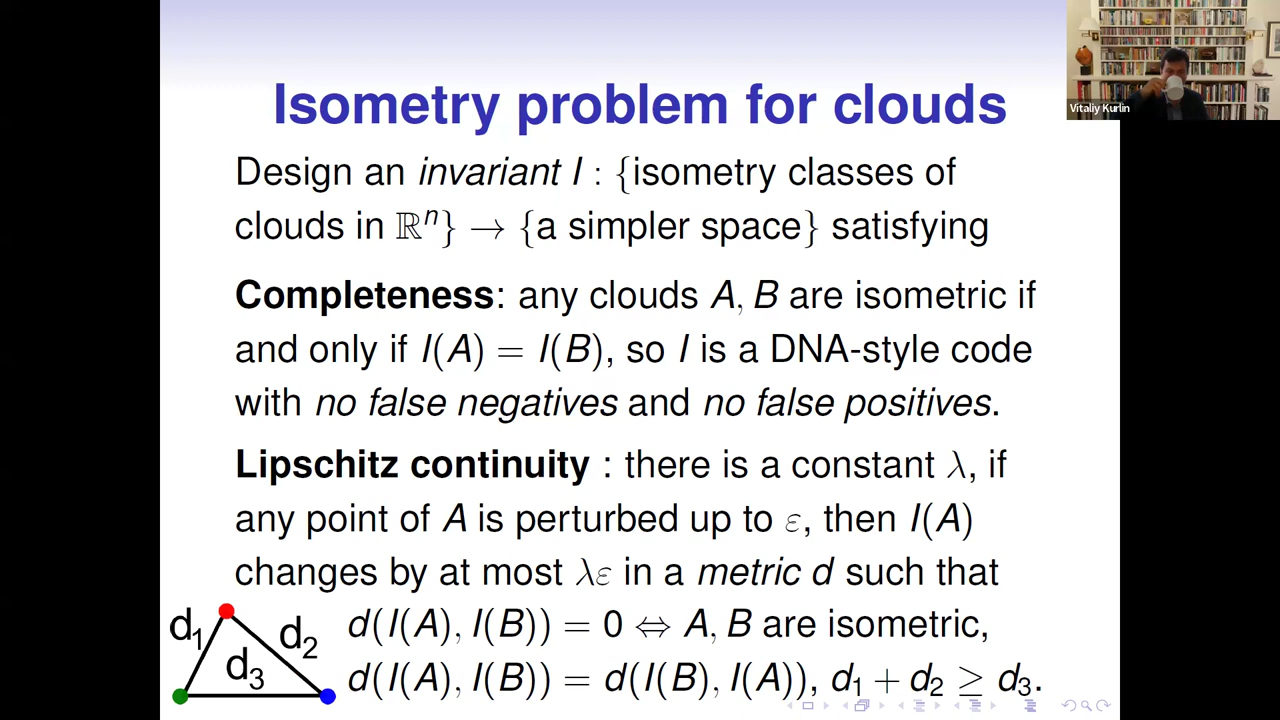 Isometry problem for clouds
Vitaliy Kurlin
Design an invariant I : {isometry classes of
clouds in ℝⁿ} → {a simpler space} satisfying
Completeness: any clouds A, B are isometric if
and only if I(A) = I(B), so I is a DNA-style code
with no false negatives and no false positives.
Lipschitz continuity : there is a constant λ, if
any point of A is perturbed up to ε, then I(A)
changes by at most λε in a metric d such that
d(I(A), I(B)) = 0 ⇔ A, B are isometric,
d(I(A), I(B)) = d(I(B), I(A)), d₁ + d₂ ≥ d₃.
d₁
d₂
d₃